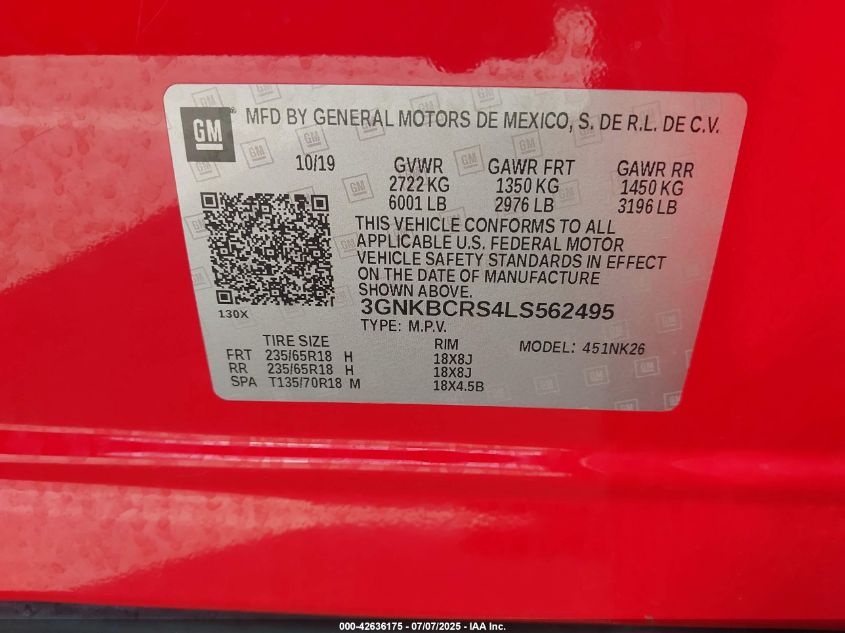 GM MFD BY GENERAL MOTORS DE MEXICO, S. DE R.L. DE C.V.
10/19 GVWR GAWR FRT GAWR RR
2722 KG 1350 KG 1450 KG
6001 LB 2976 LB 3196 LB
THIS VEHICLE CONFORMS TO ALL
APPLICABLE U.S. FEDERAL MOTOR
VEHICLE SAFETY STANDARDS IN EFFECT
ON THE DATE OF MANUFACTURE
SHOWN ABOVE.
3GNKBCRS4LS562495
130X
TYPE: M.P.V.
TIRE SIZE RIM MODEL: 451NK26
FRT 235/65R18 H 18X8J
RR 235/65R18 H 18X8J
SPA T135/70R18 M 18X4.5B
000-42636175 - 07/07/2025 - IAA Inc.